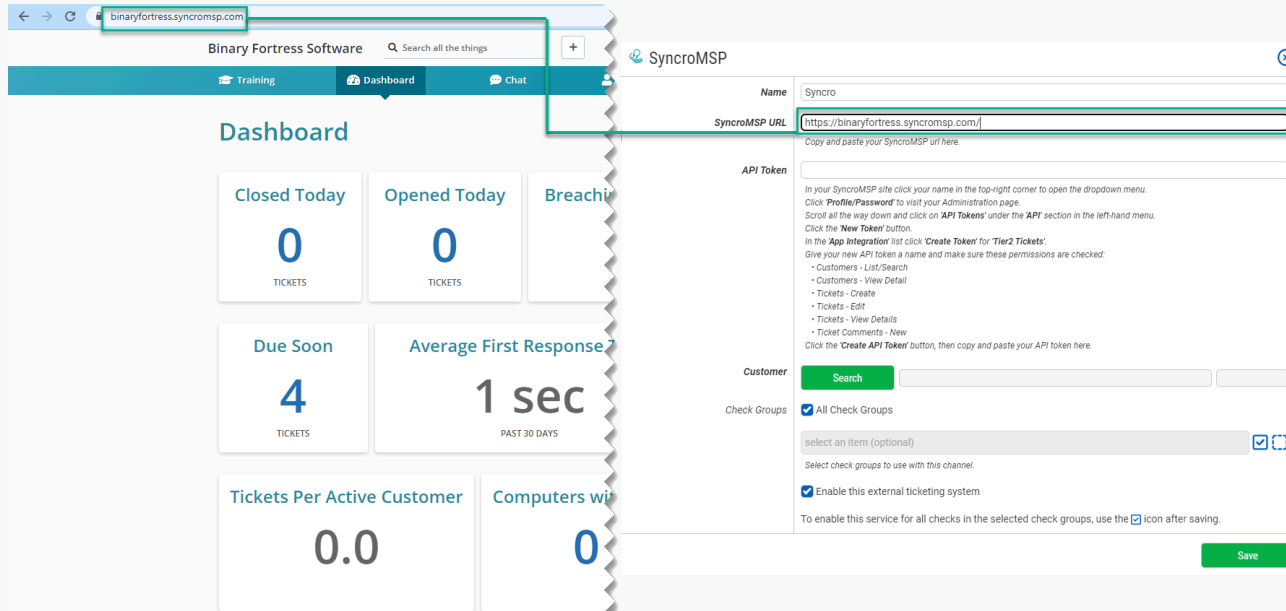 binaryfortress.syncromsp.com
Binary Fortress Software
Search all the things
+
Training
Dashboard
Chat
Dashboard
Closed Today
0
TICKETS
Opened Today
0
TICKETS
Due Soon
4
TICKETS
Average First Response
1 sec
PAST 30 DAYS
Tickets Per Active Customer
0.0
Computers
0
SyncroMSP
Name
Syncro
SyncroMSP URL
https://binaryfortress.syncromsp.com/
Copy and paste your SyncroMSP url here.
API Token
In your SyncroMSP site click your name in the top-right corner to open the dropdown menu.
Click 'Profile/Password' to visit your Administration page.
Scroll all the way down and click on 'API Tokens' under the 'API' section in the left-hand menu.
Click the 'New Token' button.
In the 'App Integration' list click 'Create Token' for 'Tier2 Tickets'.
Give your new API token a name and make sure these permissions are checked:
• Customers - List/Search
• Customers - View Detail
• Tickets - Create
• Tickets - Edit
• Tickets - View Details
• Ticket Comments - New
Click the 'Create API Token' button, then copy and paste your API token here.
Customer
Search
Check Groups
All Check Groups
select an item (optional)
Select check groups to use with this channel.
Enable this external ticketing system
To enable this service for all checks in the selected check groups, use the icon after saving.
Save